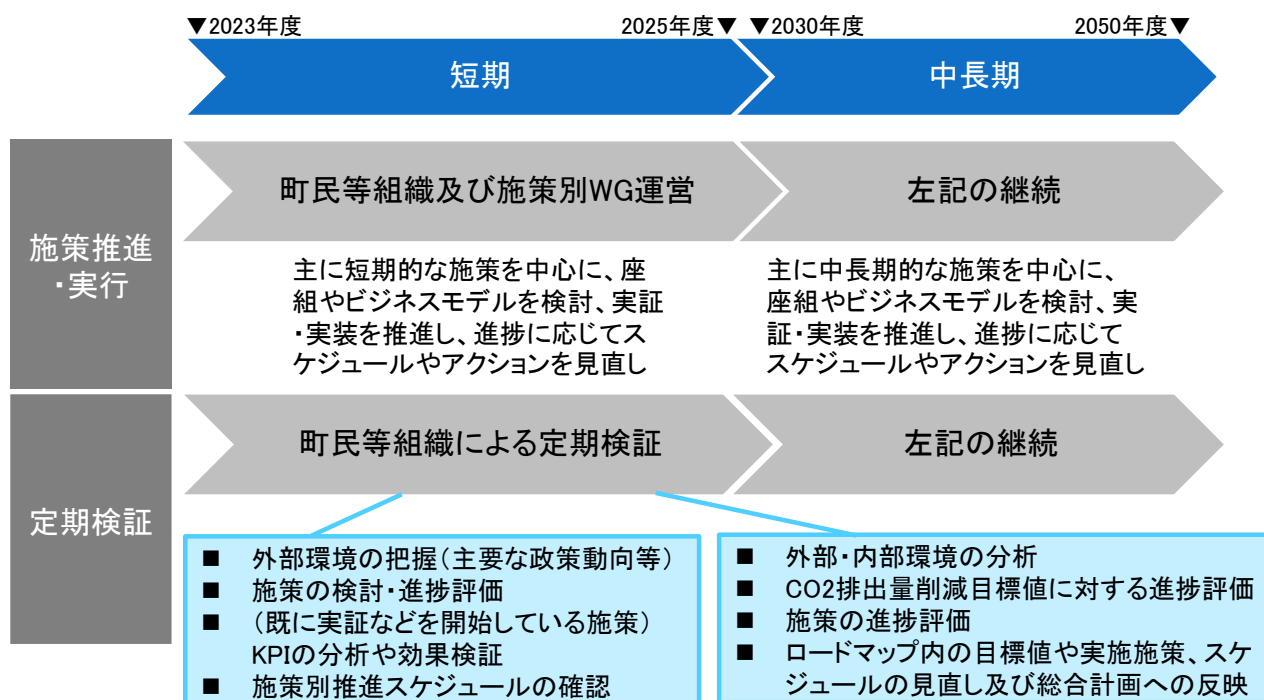 ▼2023年度
2025年度▼
▼2030年度
2050年度▼
短期
中長期
施策推進
・実行
町民等組織及び施策別WG運営
左記の継続
主に短期的な施策を中心に、座
組やビジネスモデルを検討、実証
・実装を推進し、進捗に応じてス
ケジュールやアクションを見直し
主に中長期的な施策を中心に、
座組やビジネスモデルを検討、実
証・実装を推進し、進捗に応じて
スケジュールやアクションを見直し
定期検証
町民等組織による定期検証
左記の継続
■ 外部環境の把握(主要な政策動向等)
■ 施策の検討・進捗評価
■ (既に実証などを開始している施策)
KPIの分析や効果検証
■ 施策別推進スケジュールの確認
■ 外部・内部環境の分析
■ CO2排出量削減目標値に対する進捗評価
■ 施策の進捗評価
■ ロードマップ内の目標値や実施施策、スケ
ジュールの見直し及び総合計画への反映